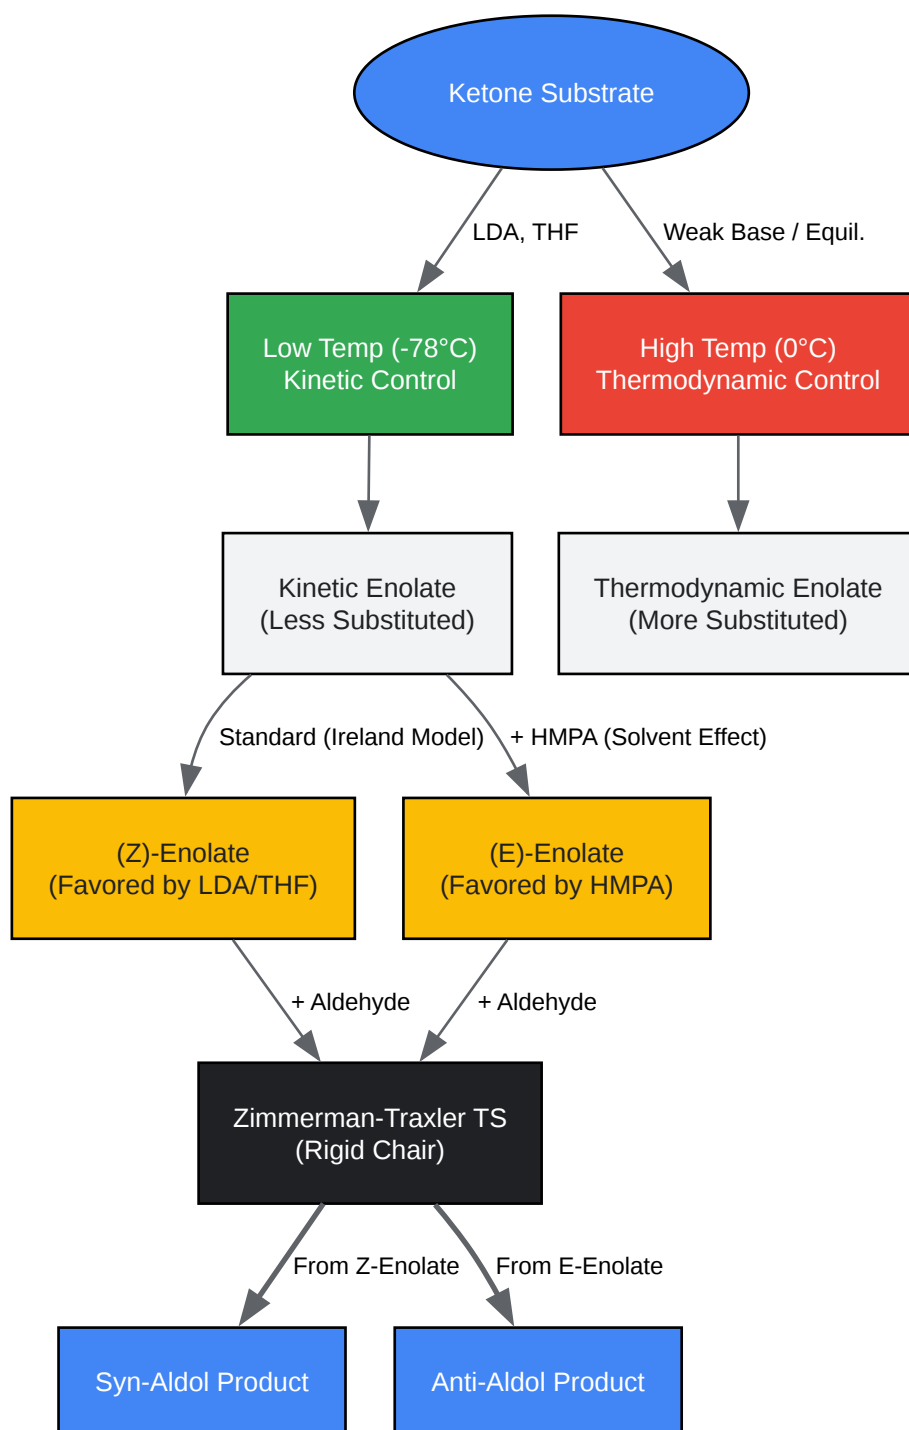 Ketone Substrate
LDA, THF
Weak Base / Equil.
Low Temp (-78°C)
Kinetic Control
High Temp (0°C)
Thermodynamic Control
Kinetic Enolate
(Less Substituted)
Thermodynamic Enolate
(More Substituted)
Standard (Ireland Model)
+ HMPA (Solvent Effect)
(Z)-Enolate
(Favored by LDA/THF)
(E)-Enolate
(Favored by HMPA)
+ Aldehyde
+ Aldehyde
Zimmerman-Traxler TS
(Rigid Chair)
From Z-Enolate
From E-Enolate
Syn-Aldol Product
Anti-Aldol Product